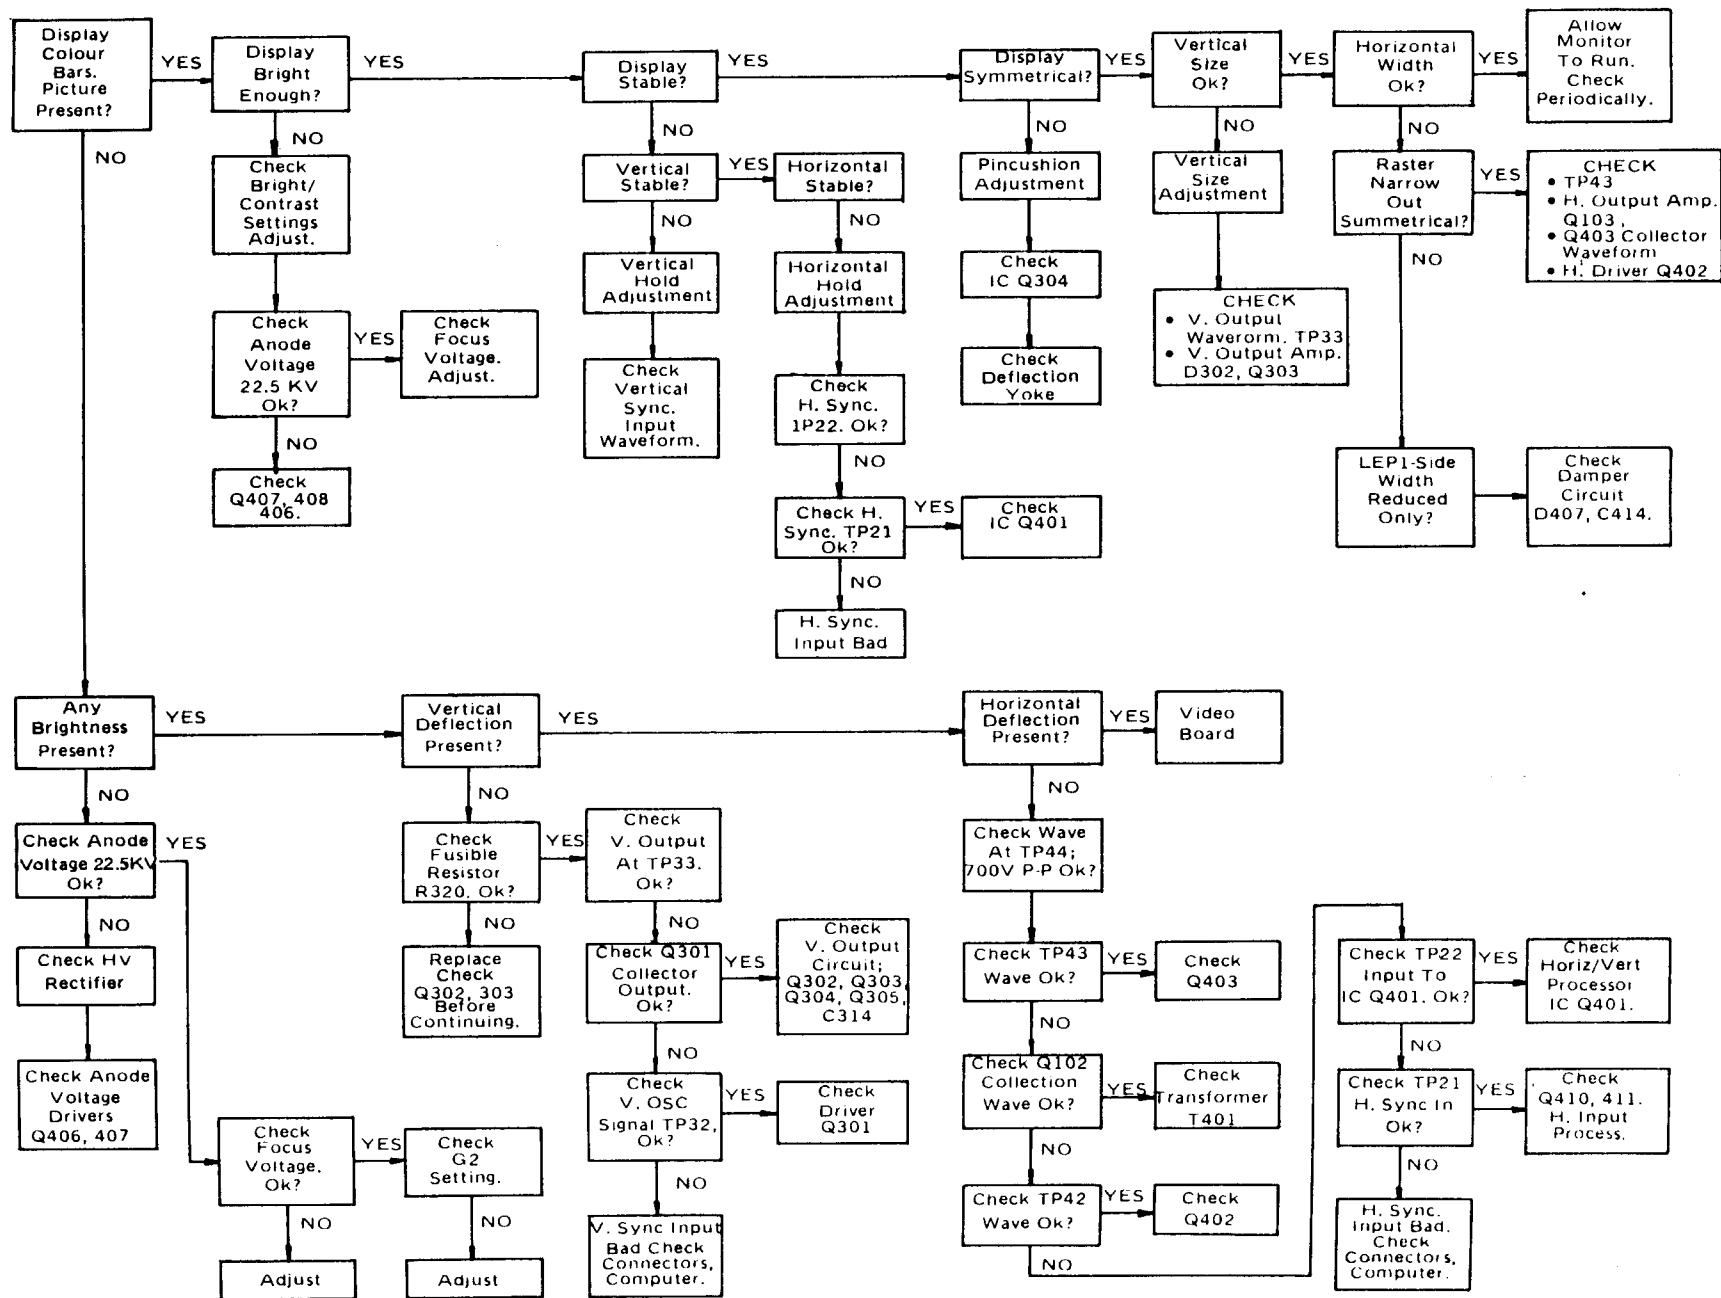 Display
Colour
Bars.
Picture
Present?
YES
NO
Display
Bright
Enough?
YES
NO
Check
Bright/
Contrast
Settings
Adjust.
Check
Anode
Voltage
22.5 KV
Ok?
YES
Check
Focus
Voltage.
Adjust.
NO
Check
Q407, 408
406.
Display
Stable?
YES
NO
Vertical
Stable?
YES
NO
Vertical
Hold
Adjustment
Check
Vertical
Sync.
Input
Waveform.
Horizontal
Stable?
NO
Horizontal
Hold
Adjustment
Check
H. Sync.
1P22. Ok?
NO
Check H.
Sync. TP21
Ok?
YES
Check
IC Q401
NO
H. Sync.
Input Bad
Display
Symmetrical?
YES
NO
Pincushion
Adjustment
Check
IC Q304
Check
Deflection
Yoke
Vertical
Size
Ok?
YES
NO
Vertical
Size
Adjustment
CHECK
• V. Output
Waverorm. TP33
• V. Output Amp.
D302, Q303
Horizontal
Width
Ok?
YES
Allow
Monitor
To Run.
Check
Periodically.
NO
Raster
Narrow
Out
Summetrical?
YES
CHECK
• TP43
• H. Output Amp.
Q103,
• Q403 Collector
Waveform
• H. Driver Q402
NO
LEP1-Side
Width
Reduced
Only?
Check
Damper
Circuit
D407, C414.
Any
Brightness
Present?
YES
NO
Check Anode
Voltage 22.5KV
Ok?
YES
NO
Check HV
Rectifier
Check Anode
Voltage
Drivers
Q406, 407
Check
Focus
Voltage.
Ok?
YES
NO
Adjust
Check
G2
Setting.
NO
Adjust
Vertical
Deflection
Present?
YES
NO
Check
Fusible
Resistor
R320. Ok?
YES
NO
Replace
Check
Q302, 303
Before
Continuing.
Check
V. Output
At TP33.
Ok?
NO
Check Q301
Collector
Output.
Ok?
YES
Check
V. Output
Circuit;
Q302, Q303,
Q304, Q305,
C314
NO
Check
V. OSC
Signal TP32,
Ok?
YES
Check
Driver
Q301
NO
V. Sync Input
Bad Check
Connectors,
Computer.
Horizontal
Deflection
Present?
YES
Video
Board
NO
Check Wave
At TP44;
700V P-P Ok?
Check TP43
Wave Ok?
YES
Check
Q403
NO
Check Q102
Collection
Wave Ok?
YES
Check
Transformer
T401
NO
Check TP42
Wave Ok?
YES
Check
Q402
NO
Check TP22
Input To
IC Q401. Ok?
YES
Check
Horiz/Vert
Processor
IC Q401.
NO
Check TP21
H. Sync In
Ok?
YES
Check
Q410, 411.
H. Input
Process.
NO
H. Sync.
Input Bad.
Check
Connectors,
Computer.